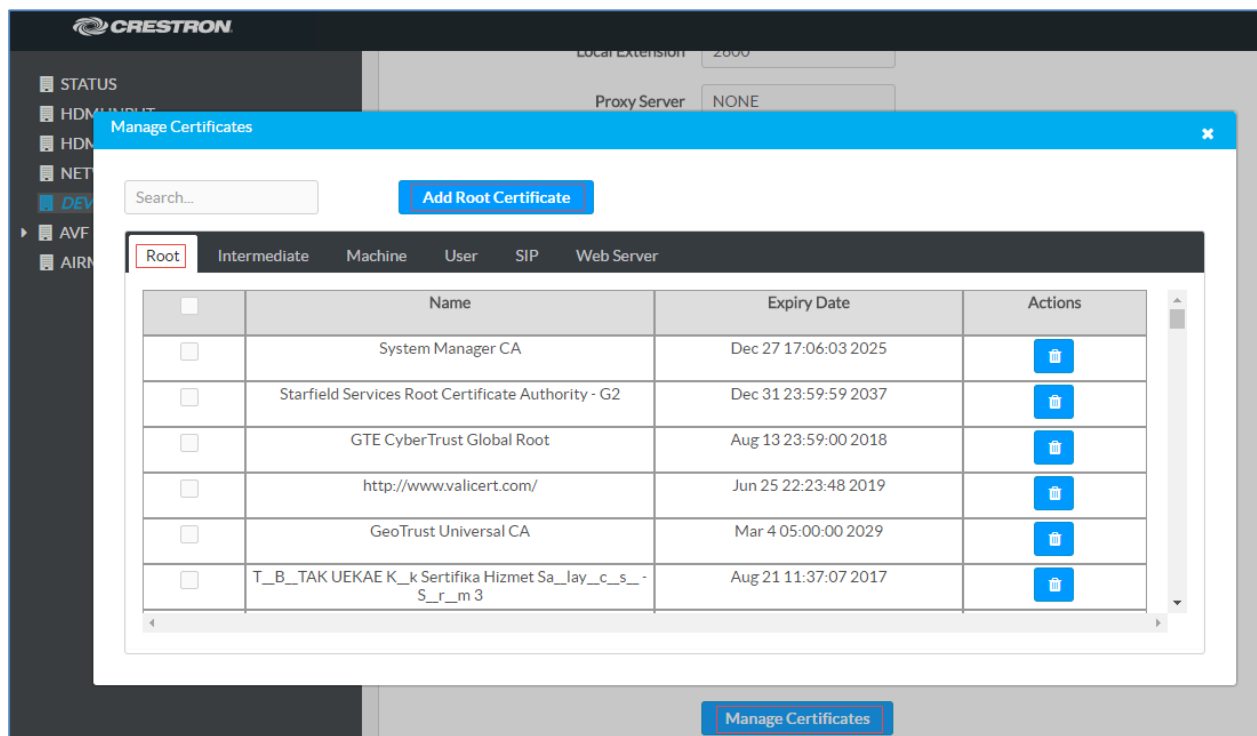 CRESTRON
Local Extension 2600
STATUS
Proxy Server NONE
HDMI INPUT
Manage Certificates
HDM
NET
Search...
Add Root Certificate
DEV
AVF
AIRM
Root Intermediate Machine User SIP Web Server
Name Expiry Date Actions
System Manager CA Dec 27 17:06:03 2025
Starfield Services Root Certificate Authority - G2 Dec 31 23:59:59 2037
GTE CyberTrust Global Root Aug 13 23:59:00 2018
http://www.valicert.com/ Jun 25 22:23:48 2019
GeoTrust Universal CA Mar 4 05:00:00 2029
T__B__TAK UEKAE K__k Sertifika Hizmet Sa__lay__c__s__ - Aug 21 11:37:07 2017
S__r__m 3
Manage Certificates